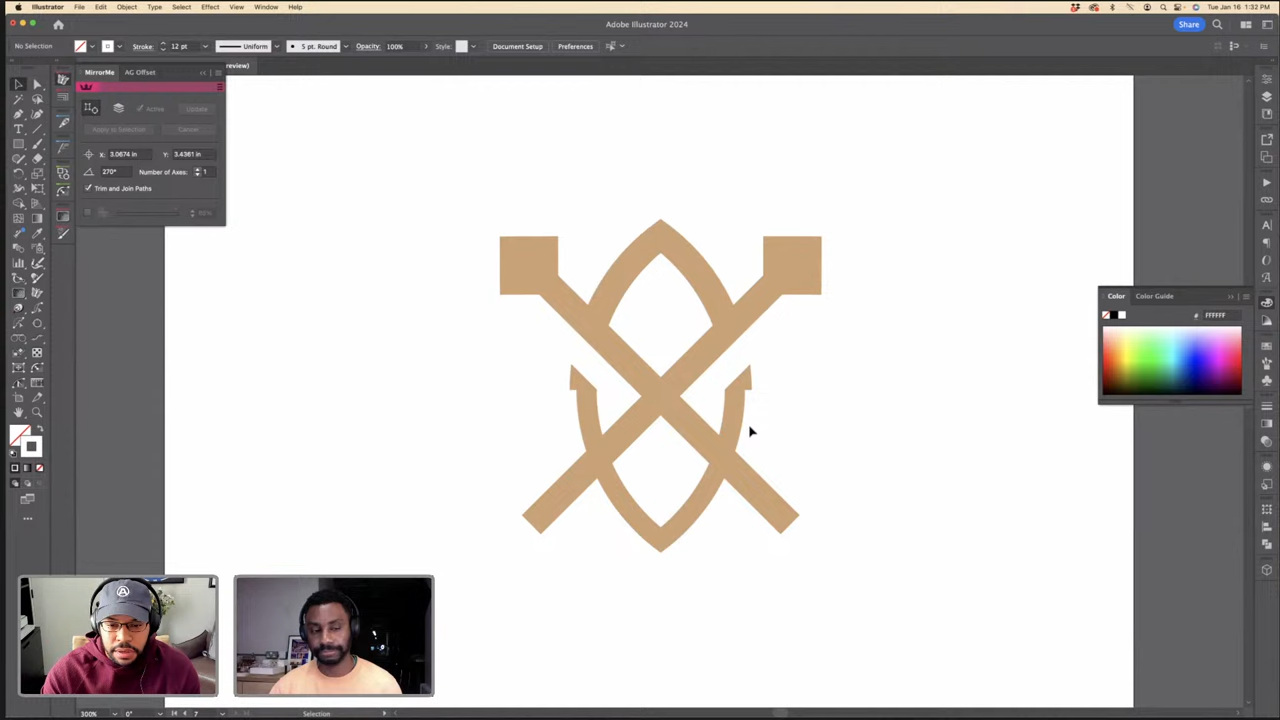 Illustrator File Edit Object Type Select Effect View Window Help
Tue Jan 16 1:32 PM
Adobe Illustrator 2024
Share
No Selection Stroke: 12 pt Uniform 5 pt. Round Opacity: 100% Style: Document Setup Preferences
review)
MirrorMe AG Offset
Active Update
Apply to Selection Cancel
X: 3.0674 in Y: 3.4361 in
270° Number of Axes: 1
Trim and Join Paths
Color Color Guide
# FFFFFF
300% 0° 7 Selection